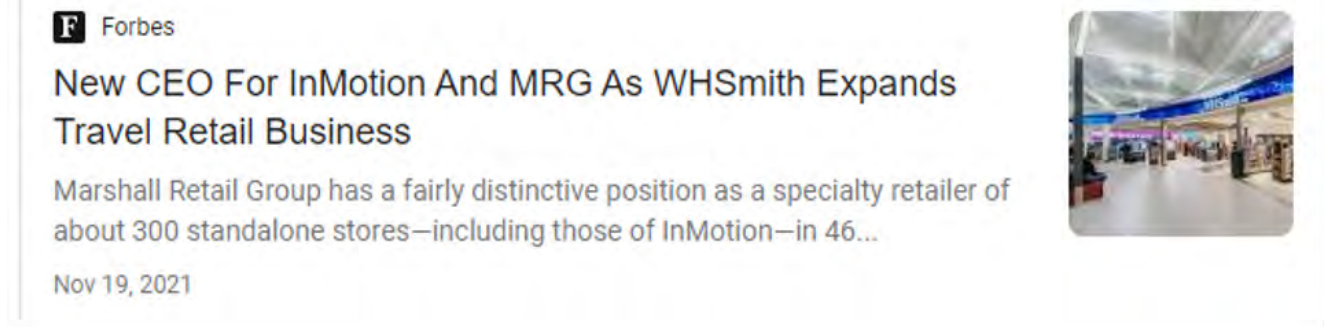 F Forbes
New CEO For InMotion And MRG As WHSmith Expands
Travel Retail Business
Marshall Retail Group has a fairly distinctive position as a specialty retailer of
about 300 standalone stores—including those of InMotion—in 46...
Nov 19, 2021
WHSmith